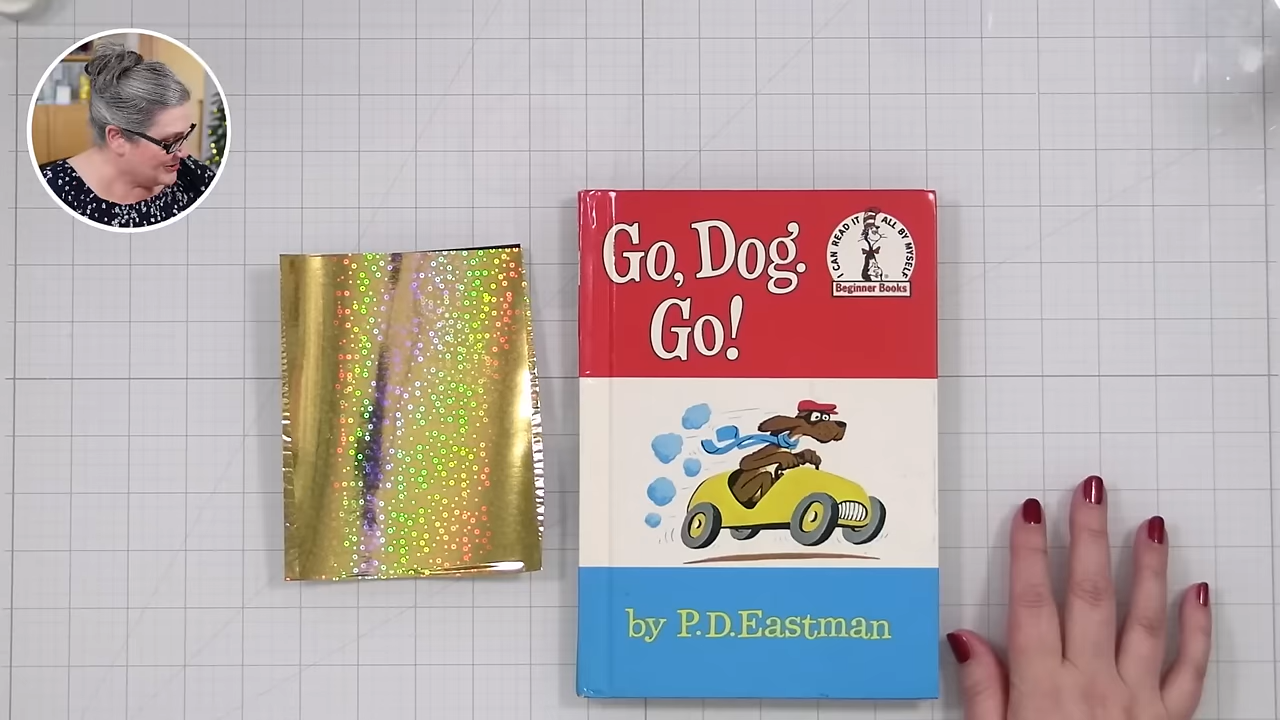 Go, Dog.
Go!
I CAN READ IT ALL BY MYSELF
Beginner Books
by P.D.Eastman